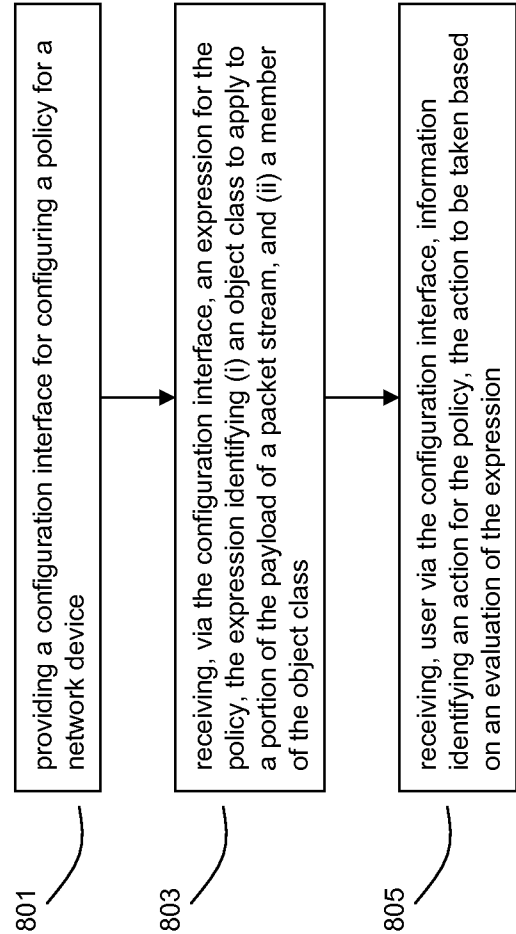 801
providing a configuration interface for configuring a policy for a
network device
803
receiving, via the configuration interface, an expression for the
policy, the expression identifying (i) an object class to apply to
a portion of the payload of a packet stream, and (ii) a member
of the object class
805
receiving, user via the configuration interface, information
identifying an action for the policy, the action to be taken based
on an evaluation of the expression